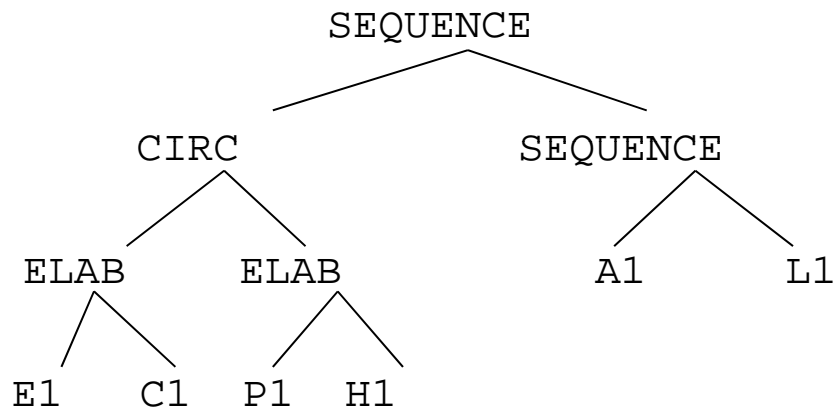 SEQUENCE
CIRC SEQUENCE
ELAB ELAB A1 L1
E1 C1 P1 H1